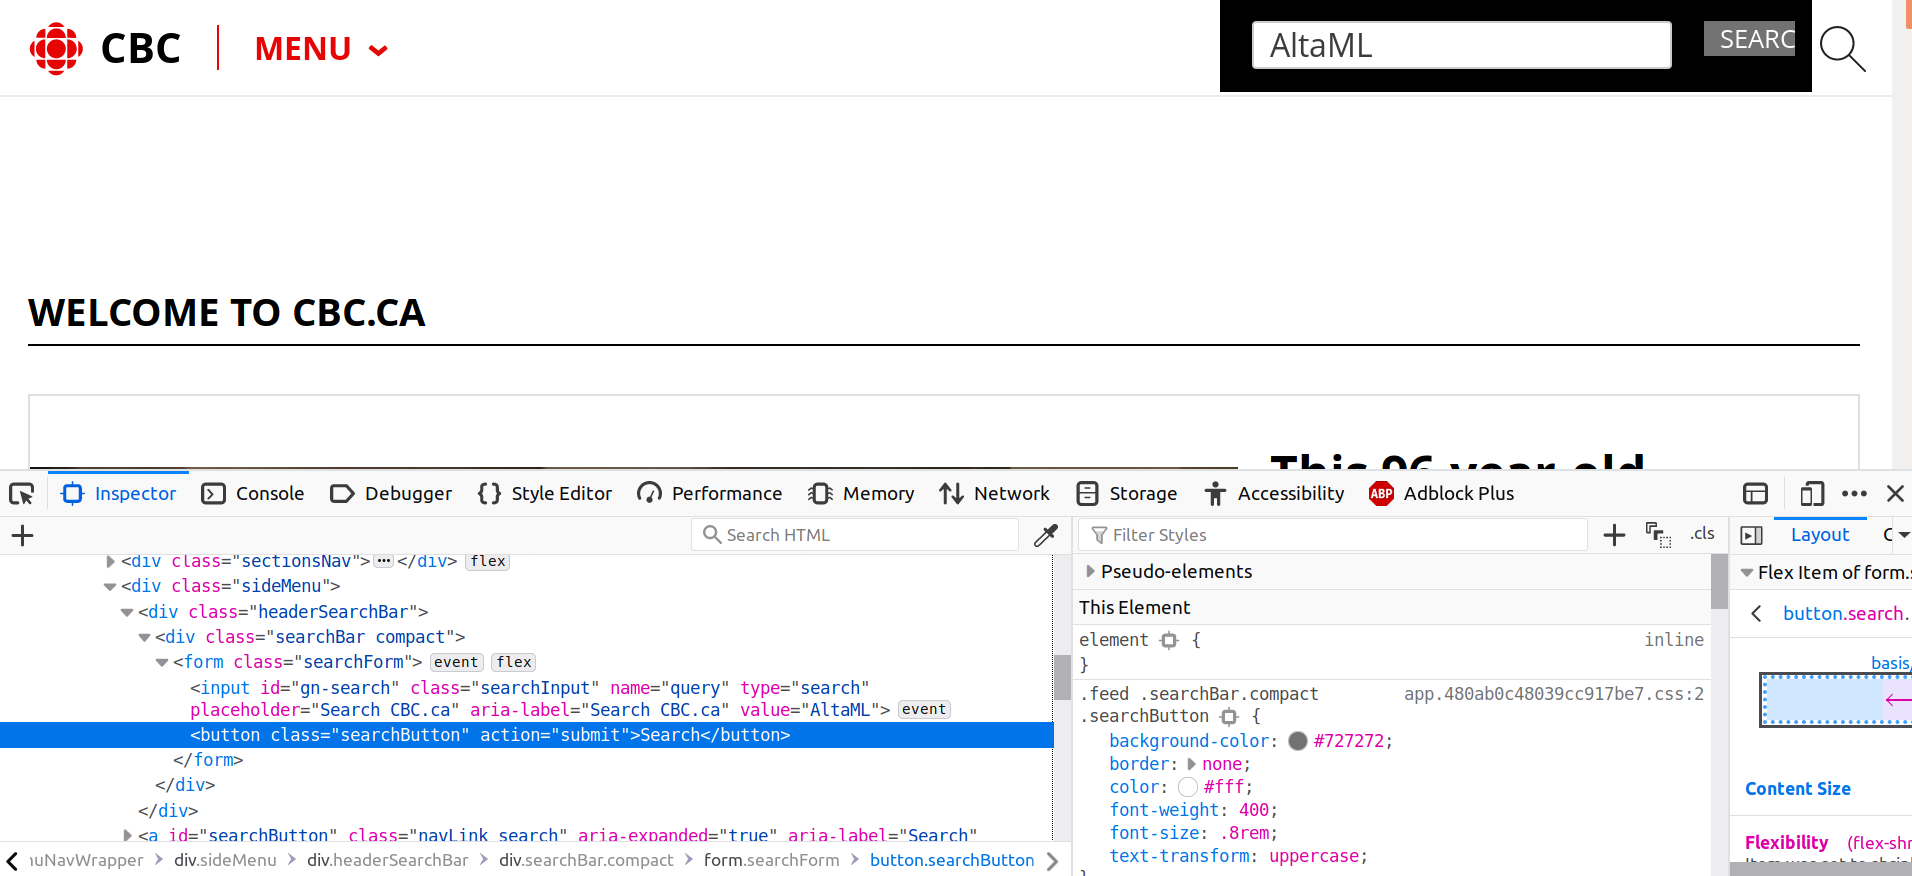 CBC
MENU
AltaML
SEARC
WELCOME TO CBC.CA
This 96-year-old
Inspector
Console
Debugger
Style Editor
Performance
Memory
Network
Storage
Accessibility
ABP Adblock Plus
Search HTML
<div class="sectionsNav">
</div> flex
<div class="sideMenu">
<div class="headerSearchBar">
<div class="searchBar compact">
<form class="searchForm"> event flex
<input id="gn-search" class="searchInput" name="query" type="search"
placeholder="Search CBC.ca" aria-label="Search CBC.ca" value="AltaML"> event
<button class="searchButton" action="submit">Search</button>
</form>
</div>
</div>
<a id="searchButton" class="navLink search" aria-expanded="true" aria-label="Search"
nuNavWrapper
div.sideMenu
div.headerSearchBar
div.searchBar.compact
form.searchForm
button.searchButton
Filter Styles
.cls
Pseudo-elements
This Element
element { inline
}
.feed .searchBar.compact app.480ab0c48039cc917be7.css:2
.searchButton {
background-color: #727272;
border: none;
color: #fff;
font-weight: 400;
font-size: .8rem;
text-transform: uppercase;
}
Layout
Flex Item of form.s
button.search.
basis
Content Size
Flexibility (flex-shr